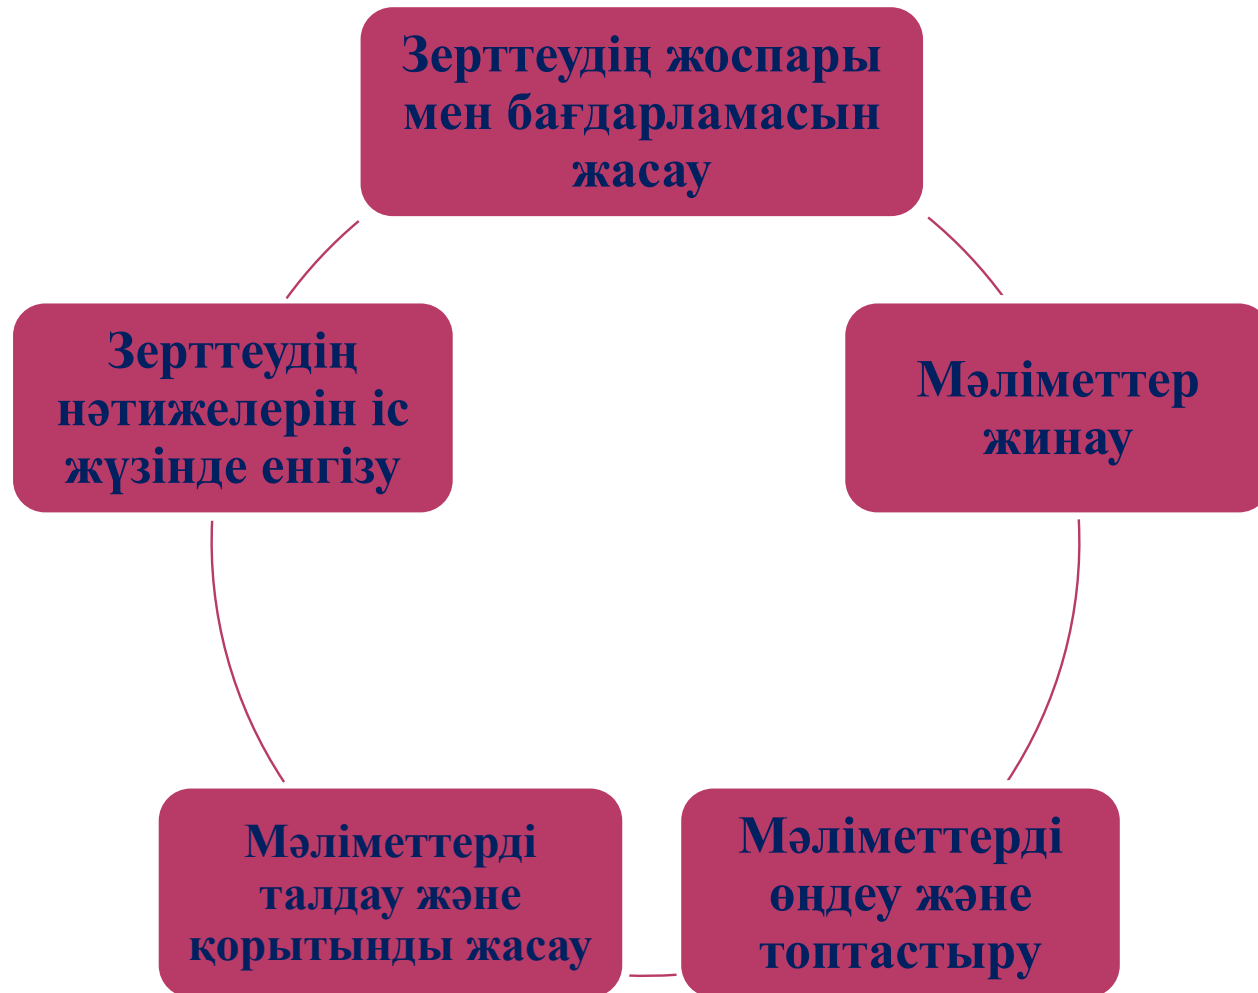 Зерттеудің жоспары
мен бағдарламасын
жасау
Мәліметтер
жинау
Мәліметтерді
өңдеу және
топтастыру
Мәліметтерді
талдау және
қорытынды жасау
Зерттеудің
нәтижелерін іс
жүзінде енгізу